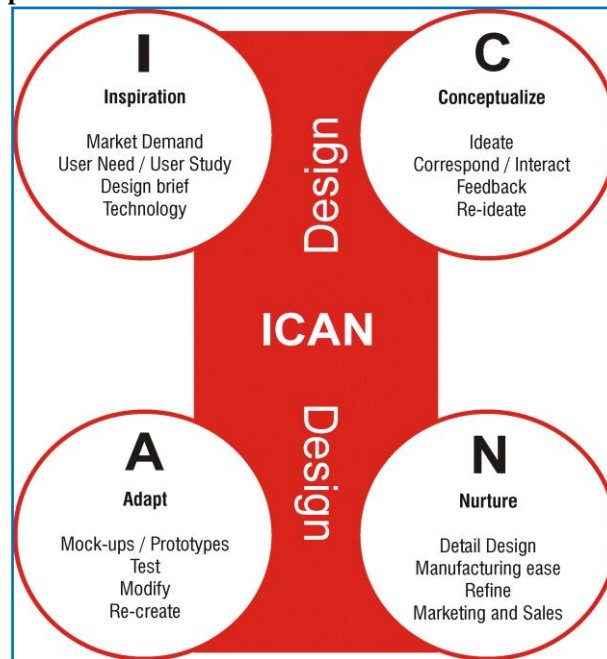 I
Inspiration
Market Demand
User Need / User Study
Design brief
Technology
C
Conceptualize
Ideate
Correspond / Interact
Feedback
Re-ideate
Design
ICAN
Design
A
Adapt
Mock-ups / Prototypes
Test
Modify
Re-create
N
Nurture
Detail Design
Manufacturing ease
Refine
Marketing and Sales